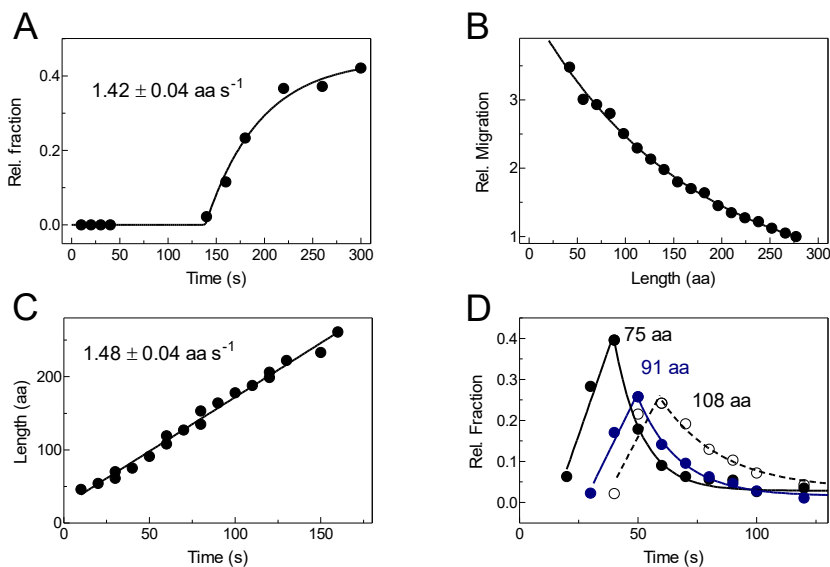 A
1.42 ± 0.04 aa s⁻¹
Rel. fraction
0.4
0.2
0.0
0 50 100 150 200 250 300
Time (s)
B
Rel. Migration
3
2
1
0 50 100 150 200 250 300
Length (aa)
C
1.48 ± 0.04 aa s⁻¹
Length (aa)
200
100
0
0 50 100 150
Time (s)
D
75 aa
91 aa
108 aa
Rel. Fraction
0.4
0.3
0.2
0.1
0.0
0 50 100
Time (s)